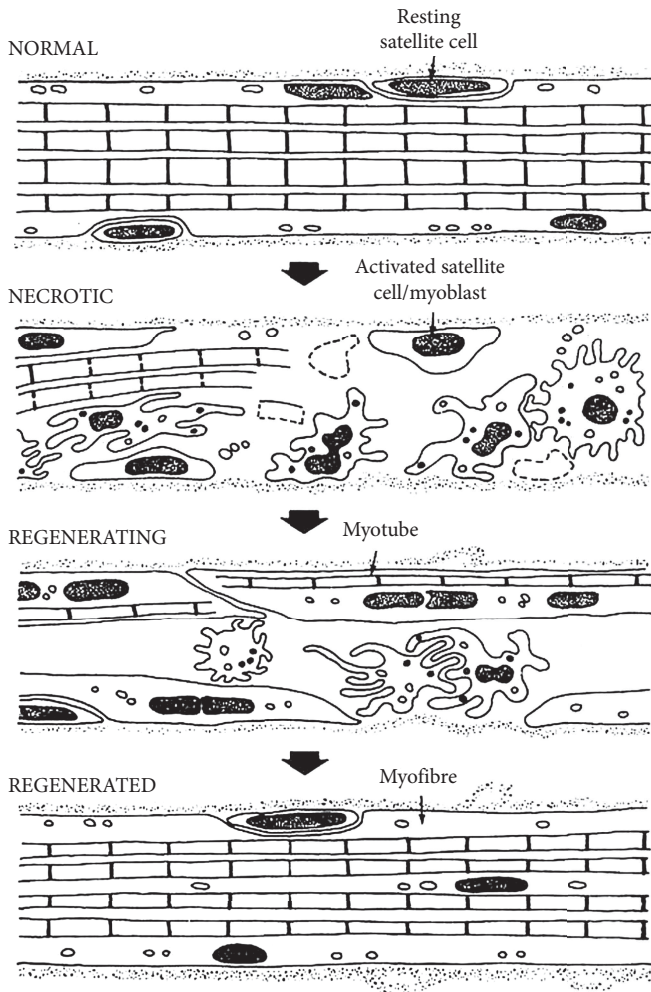 Resting
satellite cell
NORMAL
Activated satellite
cell/myoblast
NECROTIC
REGENERATING
Myotube
REGENERATED
Myofibre